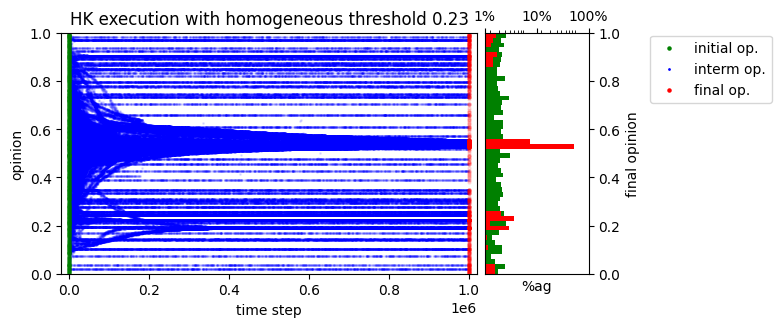 HK execution with homogeneous threshold 0.23
1% 10% 100%
initial op.
interm op.
final op.
opinion
1.0
0.8
0.6
0.4
0.2
0.0
0.0 0.2 0.4 0.6 0.8 1.0
1e6
time step
%ag
1.0
0.8
0.6
0.4
0.2
0.0
final opinion